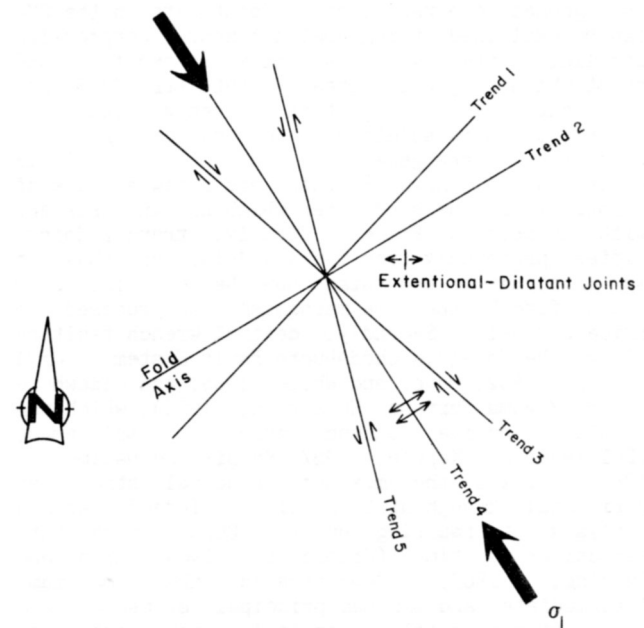 Trend 1
Trend 2
Extentional-Dilatant Joints
Fold
Axis
N
Trend 3
Trend 4
Trend 5
σ1